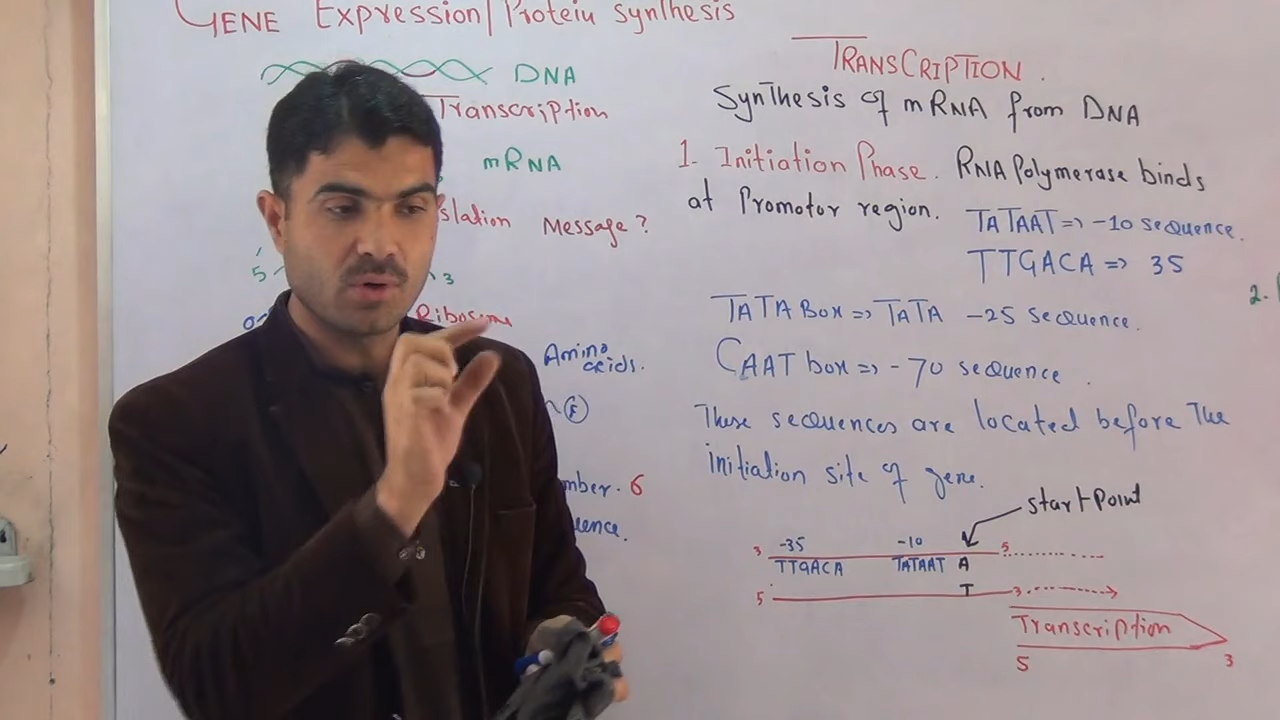 GENE Expression/Protein synthesis
DNA
Transcription
mRNA
slation Message?
5 3
Ribosome
Amino
acids.
mber. 6
uence.
TRANSCRIPTION.
Synthesis of mRNA from DNA
1. Initiation Phase. RNA Polymerase binds
at Promotor region. TATAAT => -10 sequence.
TTGACA => 35
TATA Box => TATA -25 sequence.
CAAT box => -70 sequence.
These sequences are located before The
initiation site of gene.
start Point
3 -35 -10 5
TTGACA TATAAT A
T
5 3
Transcription
5 3
2.